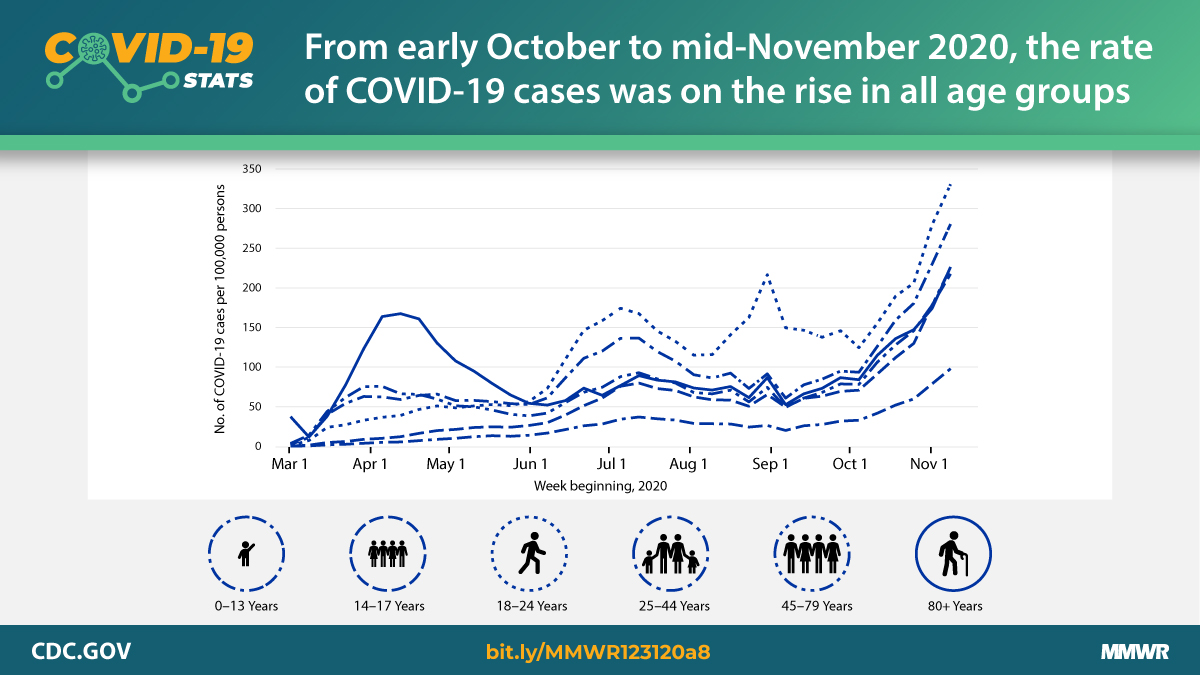 COVID-19
STATS
From early October to mid-November 2020, the rate
of COVID-19 cases was on the rise in all age groups
No. of COVID-19 caes per 100,000 persons
350
300
250
200
150
100
50
0
Mar 1 Apr 1 May 1 Jun 1 Jul 1 Aug 1 Sep 1 Oct 1 Nov 1
Week beginning, 2020
0–13 Years 14–17 Years 18–24 Years 25–44 Years 45–79 Years 80+ Years
CDC.GOV bit.ly/MMWR123120a8 MMWR